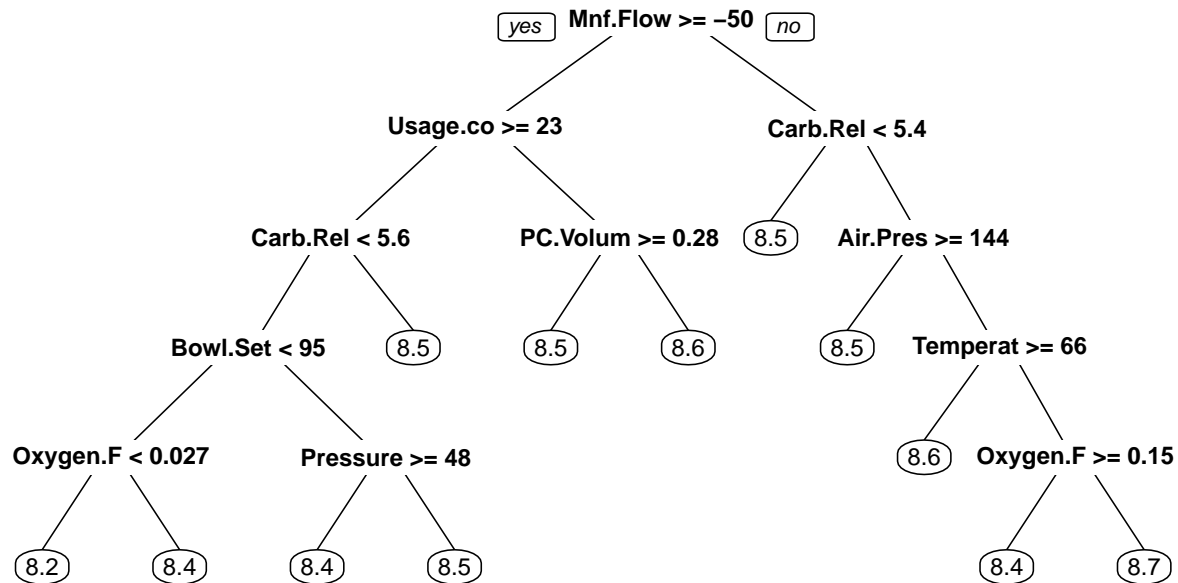 yes Mnf.Flow >= −50 no
Usage.co >= 23 Carb.Rel < 5.4
Carb.Rel < 5.6 PC.Volum >= 0.28 8.5 Air.Pres >= 144
Bowl.Set < 95 8.5 8.5 8.6 8.5 Temperat >= 66
Oxygen.F < 0.027 Pressure >= 48 8.6 Oxygen.F >= 0.15
8.2 8.4 8.4 8.5 8.4 8.7